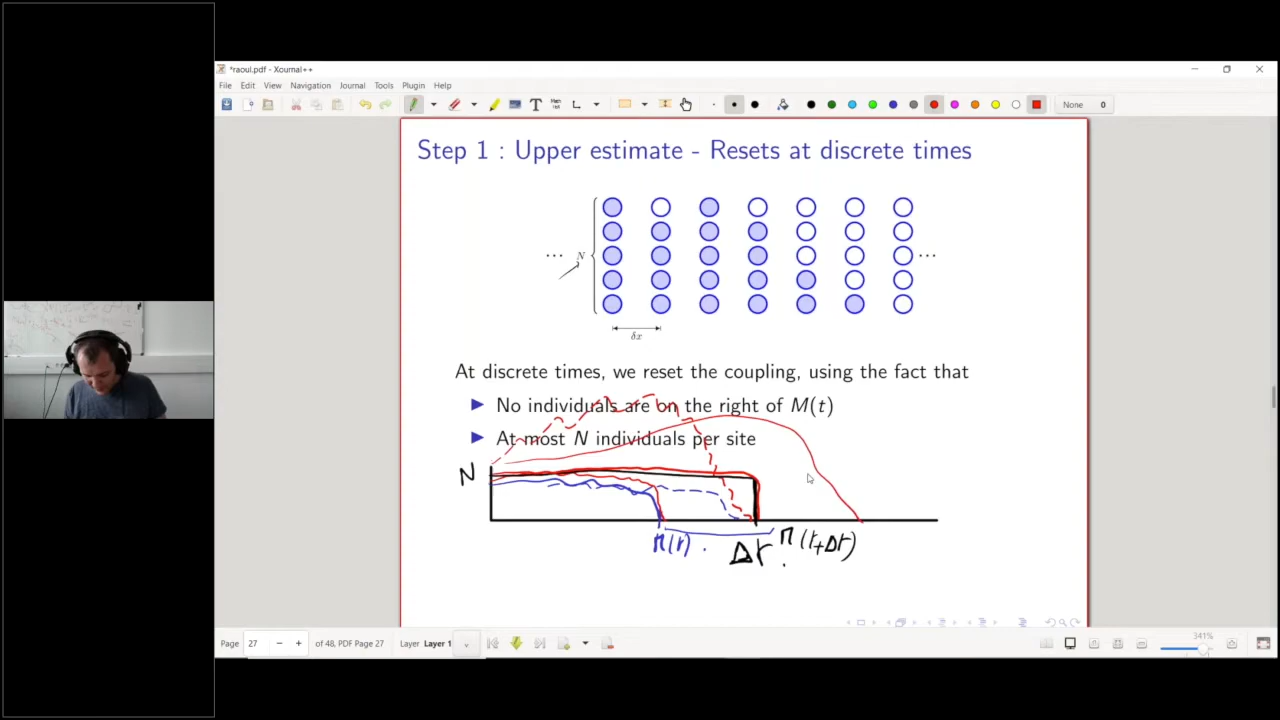 *raoul.pdf - Xournal++
File Edit View Navigation Journal Tools Plugin Help
None 0
Step 1 : Upper estimate - Resets at discrete times
... N ...
δx
At discrete times, we reset the coupling, using the fact that
No individuals are on the right of M(t)
At most N individuals per site
N
M(t) Δt M(t+Δt)
Page 27 of 48, PDF Page 27 Layer Layer 1 341%